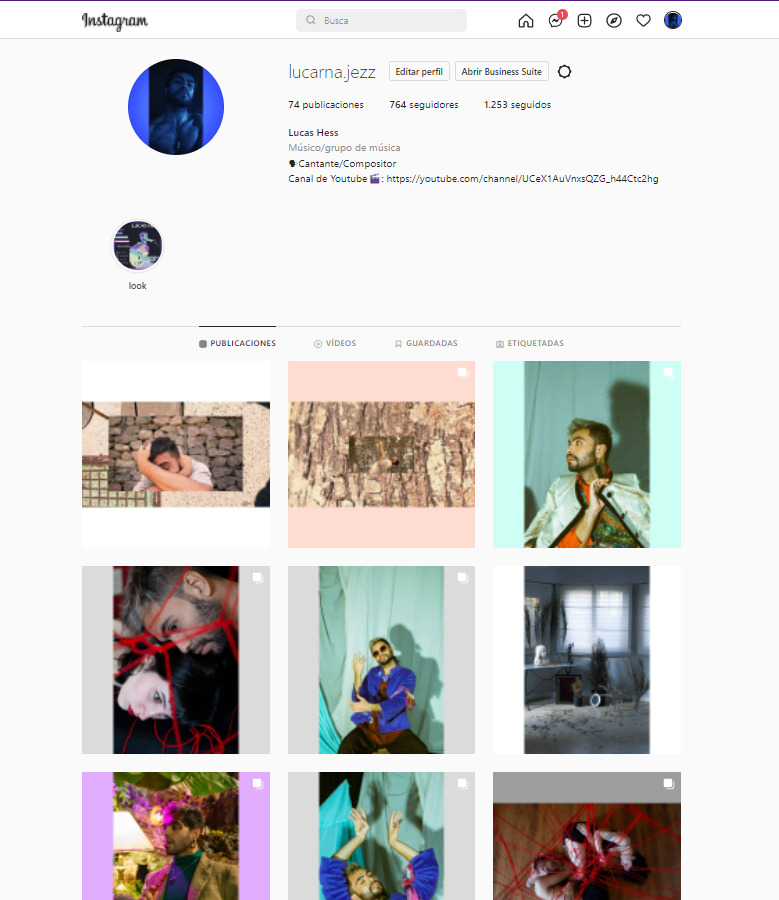 Instagram
Busca
1
lucarna.jezz Editar perfil Abrir Business Suite
74 publicaciones 764 seguidores 1.253 seguidos
Lucas Hess
Músico/grupo de música
🗣Cantante/Compositor
Canal de Youtube 🎬: https://youtube.com/channel/UCeX1AuVnxsQZG_h44Ctc2hg
look
PUBLICACIONES VÍDEOS GUARDADAS ETIQUETADAS